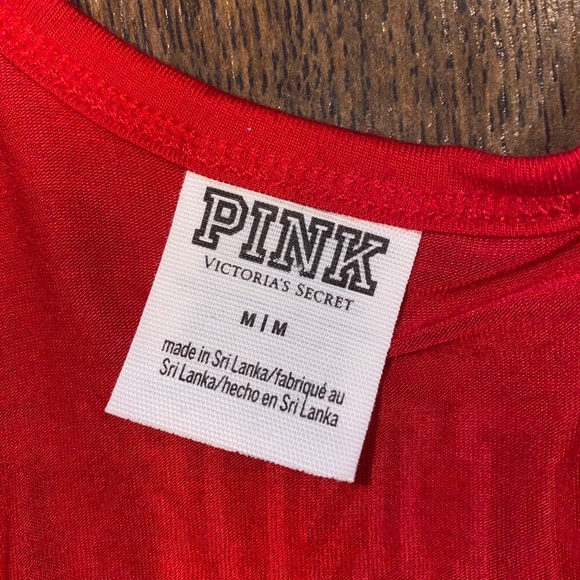 PINK
VICTORIA'S SECRET
M|M
made in Sri Lanka/fabriqué au
Sri Lanka/hecho en Sri Lanka